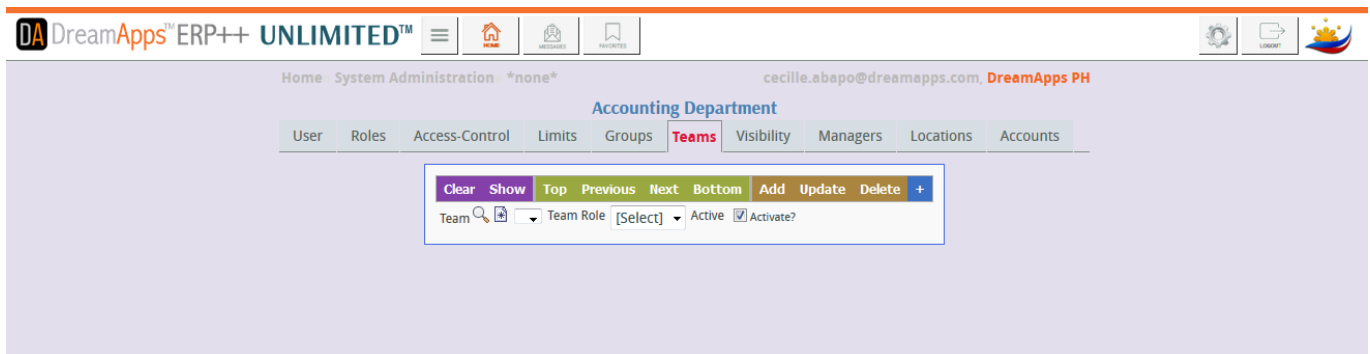 DA DreamApps™ ERP++ UNLIMITED™ HOME MESSAGES FAVORITES LOGOUT
Home System Administration *none* cecille.abapo@dreamapps.com, DreamApps PH
Accounting Department
User Roles Access-Control Limits Groups Teams Visibility Managers Locations Accounts
Clear Show Top Previous Next Bottom Add Update Delete +
Team Team Role [Select] Active Activate?